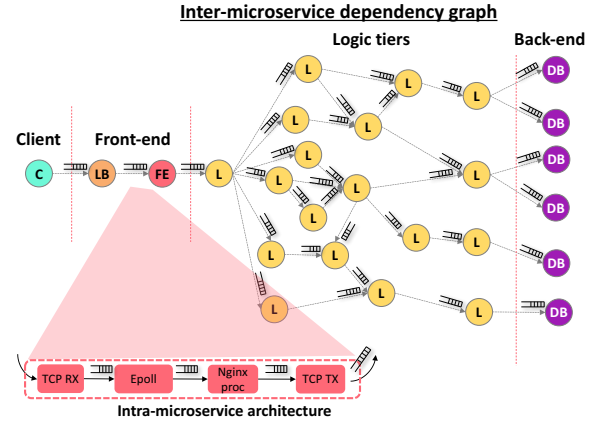 Inter-microservice dependency graph
Logic tiers
Back-end
Client
Front-end
L
L
L
DB
L
L
DB
L
DB
C
LB
FE
L
L
L
L
DB
L
L
L
L
L
DB
L
L
L
DB
TCP RX
Epoll
Nginx
proc
TCP TX
Intra-microservice architecture